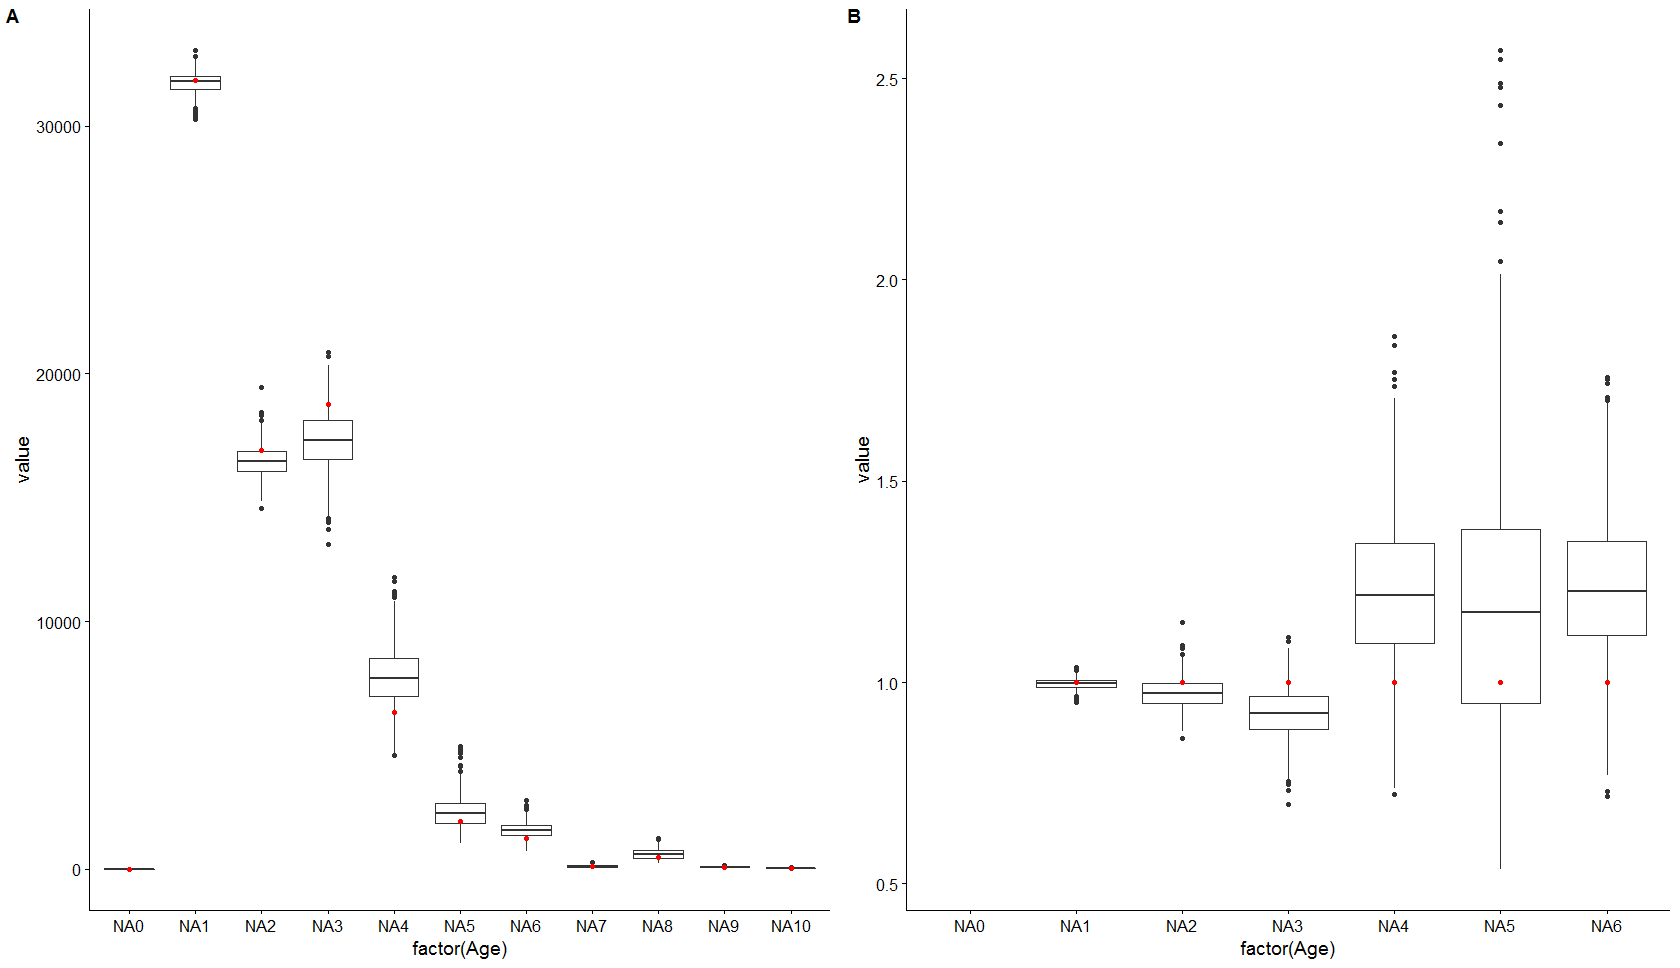 A
value
30000
20000
10000
0
NA0 NA1 NA2 NA3 NA4 NA5 NA6 NA7 NA8 NA9 NA10
factor(Age)
B
value
2.5
2.0
1.5
1.0
0.5
NA0 NA1 NA2 NA3 NA4 NA5 NA6
factor(Age)